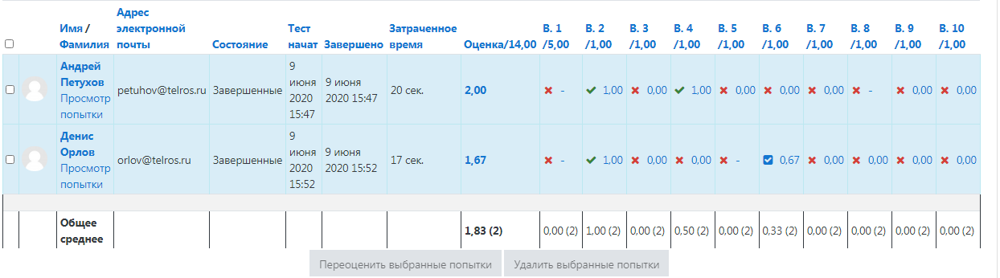 Имя / Фамилия Адрес электронной почты Состояние Тест начат Завершено Затраченное время Оценка/14,00 В. 1 /5,00 В. 2 /1,00 В. 3 /1,00 В. 4 /1,00 В. 5 /1,00 В. 6 /1,00 В. 7 /1,00 В. 8 /1,00 В. 9 /1,00 В. 10 /1,00
Андрей Петухов Просмотр попытки petuhov@telros.ru Завершенные 9 июня 2020 15:47 9 июня 2020 15:47 20 сек. 2,00 - 1,00 0,00 1,00 0,00 0,00 0,00 - 0,00 0,00
Денис Орлов Просмотр попытки orlov@telros.ru Завершенные 9 июня 2020 15:52 9 июня 2020 15:52 17 сек. 1,67 - 1,00 0,00 0,00 - 0,67 0,00 0,00 0,00 0,00
Общее среднее 1,83 (2) 0,00 (2) 1,00 (2) 0,00 (2) 0,50 (2) 0,00 (2) 0,33 (2) 0,00 (2) 0,00 (2) 0,00 (2) 0,00 (2)
Переоценить выбранные попытки Удалить выбранные попытки